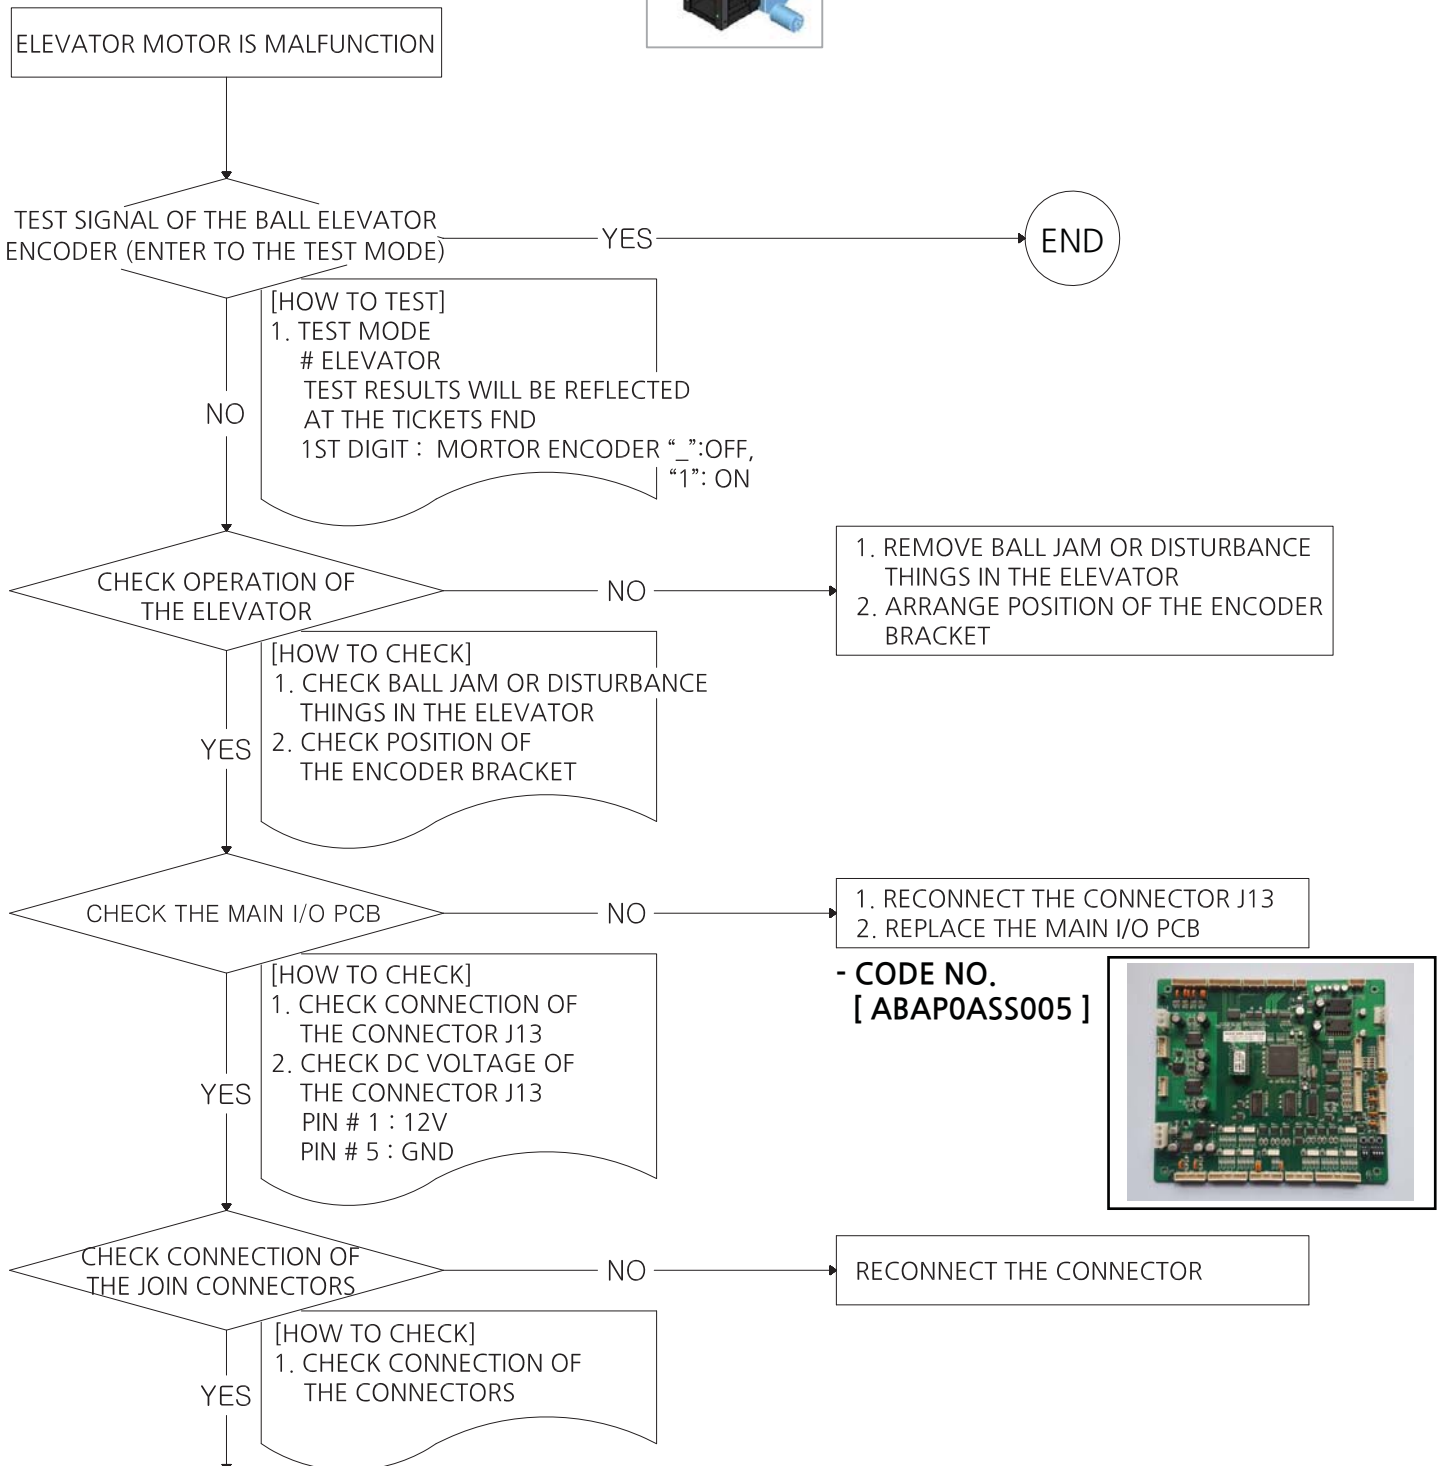 ELEVATOR MOTOR IS MALFUNCTION
TEST SIGNAL OF THE BALL ELEVATOR
ENCODER (ENTER TO THE TEST MODE)
YES
END
[HOW TO TEST]
1. TEST MODE
# ELEVATOR
TEST RESULTS WILL BE REFLECTED
AT THE TICKETS FND
1ST DIGIT : MORTOR ENCODER “_”:OFF,
“1”: ON
NO
CHECK OPERATION OF
THE ELEVATOR
NO
1. REMOVE BALL JAM OR DISTURBANCE
THINGS IN THE ELEVATOR
2. ARRANGE POSITION OF THE ENCODER
BRACKET
[HOW TO CHECK]
1. CHECK BALL JAM OR DISTURBANCE
THINGS IN THE ELEVATOR
2. CHECK POSITION OF
THE ENCODER BRACKET
YES
CHECK THE MAIN I/O PCB
NO
1. RECONNECT THE CONNECTOR J13
2. REPLACE THE MAIN I/O PCB
- CODE NO.
[ ABAP0ASS005 ]
[HOW TO CHECK]
1. CHECK CONNECTION OF
THE CONNECTOR J13
2. CHECK DC VOLTAGE OF
THE CONNECTOR J13
PIN # 1 : 12V
PIN # 5 : GND
YES
CHECK CONNECTION OF
THE JOIN CONNECTORS
NO
RECONNECT THE CONNECTOR
[HOW TO CHECK]
1. CHECK CONNECTION OF
THE CONNECTORS
YES